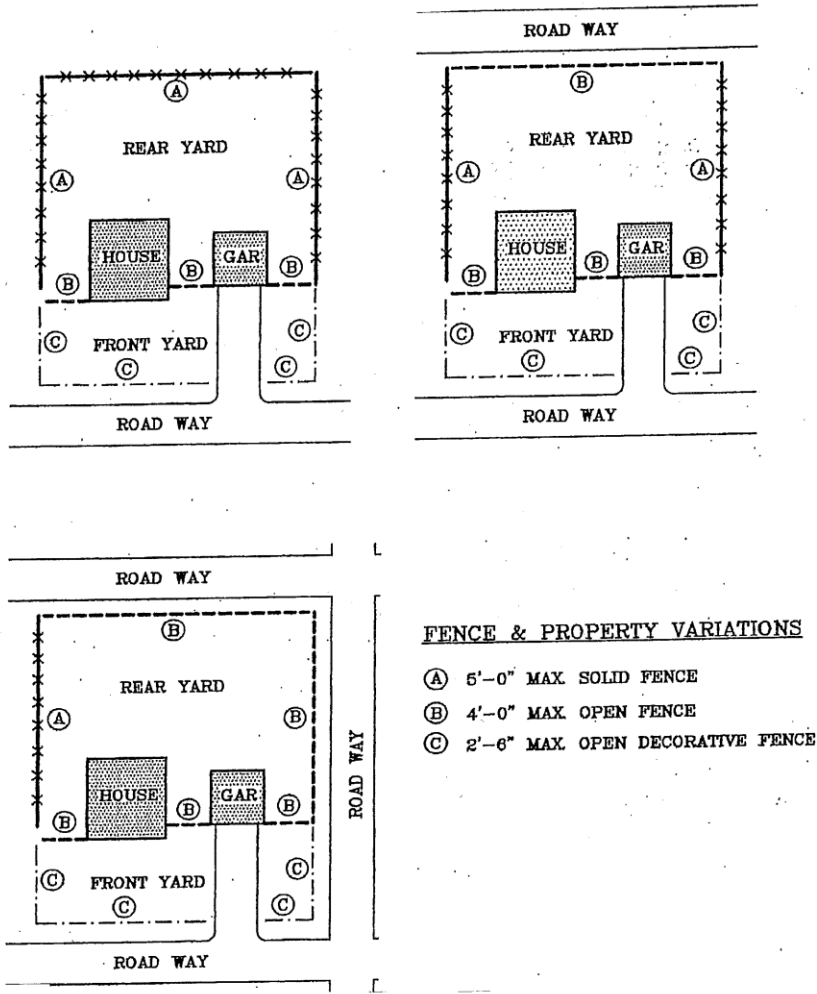 A
REAR YARD
A
A
HOUSE
GAR
B
B
B
C
FRONT YARD
C
C
C
ROAD WAY
ROAD WAY
B
REAR YARD
A
A
HOUSE
GAR
B
B
B
C
FRONT YARD
C
C
C
ROAD WAY
ROAD WAY
B
REAR YARD
A
B
HOUSE
GAR
B
B
B
C
FRONT YARD
C
C
C
ROAD WAY
ROAD WAY
FENCE & PROPERTY VARIATIONS
A 5'-0" MAX. SOLID FENCE
B 4'-0" MAX. OPEN FENCE
C 2'-6" MAX. OPEN DECORATIVE FENCE